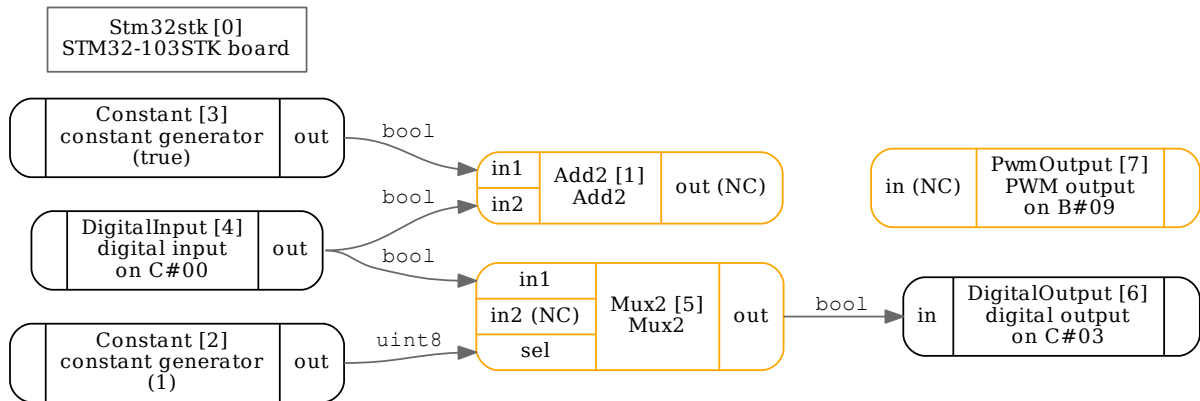 Stm32stk [0]
STM32-103STK board
Constant [3]
constant generator
(true)
out
bool
DigitalInput [4]
digital input
on C#00
out
bool
bool
Constant [2]
constant generator
(1)
out
uint8
in1
in2
Add2 [1]
Add2
out (NC)
in1
in2 (NC)
sel
Mux2 [5]
Mux2
out
bool
in (NC)
PwmOutput [7]
PWM output
on B#09
in
DigitalOutput [6]
digital output
on C#03